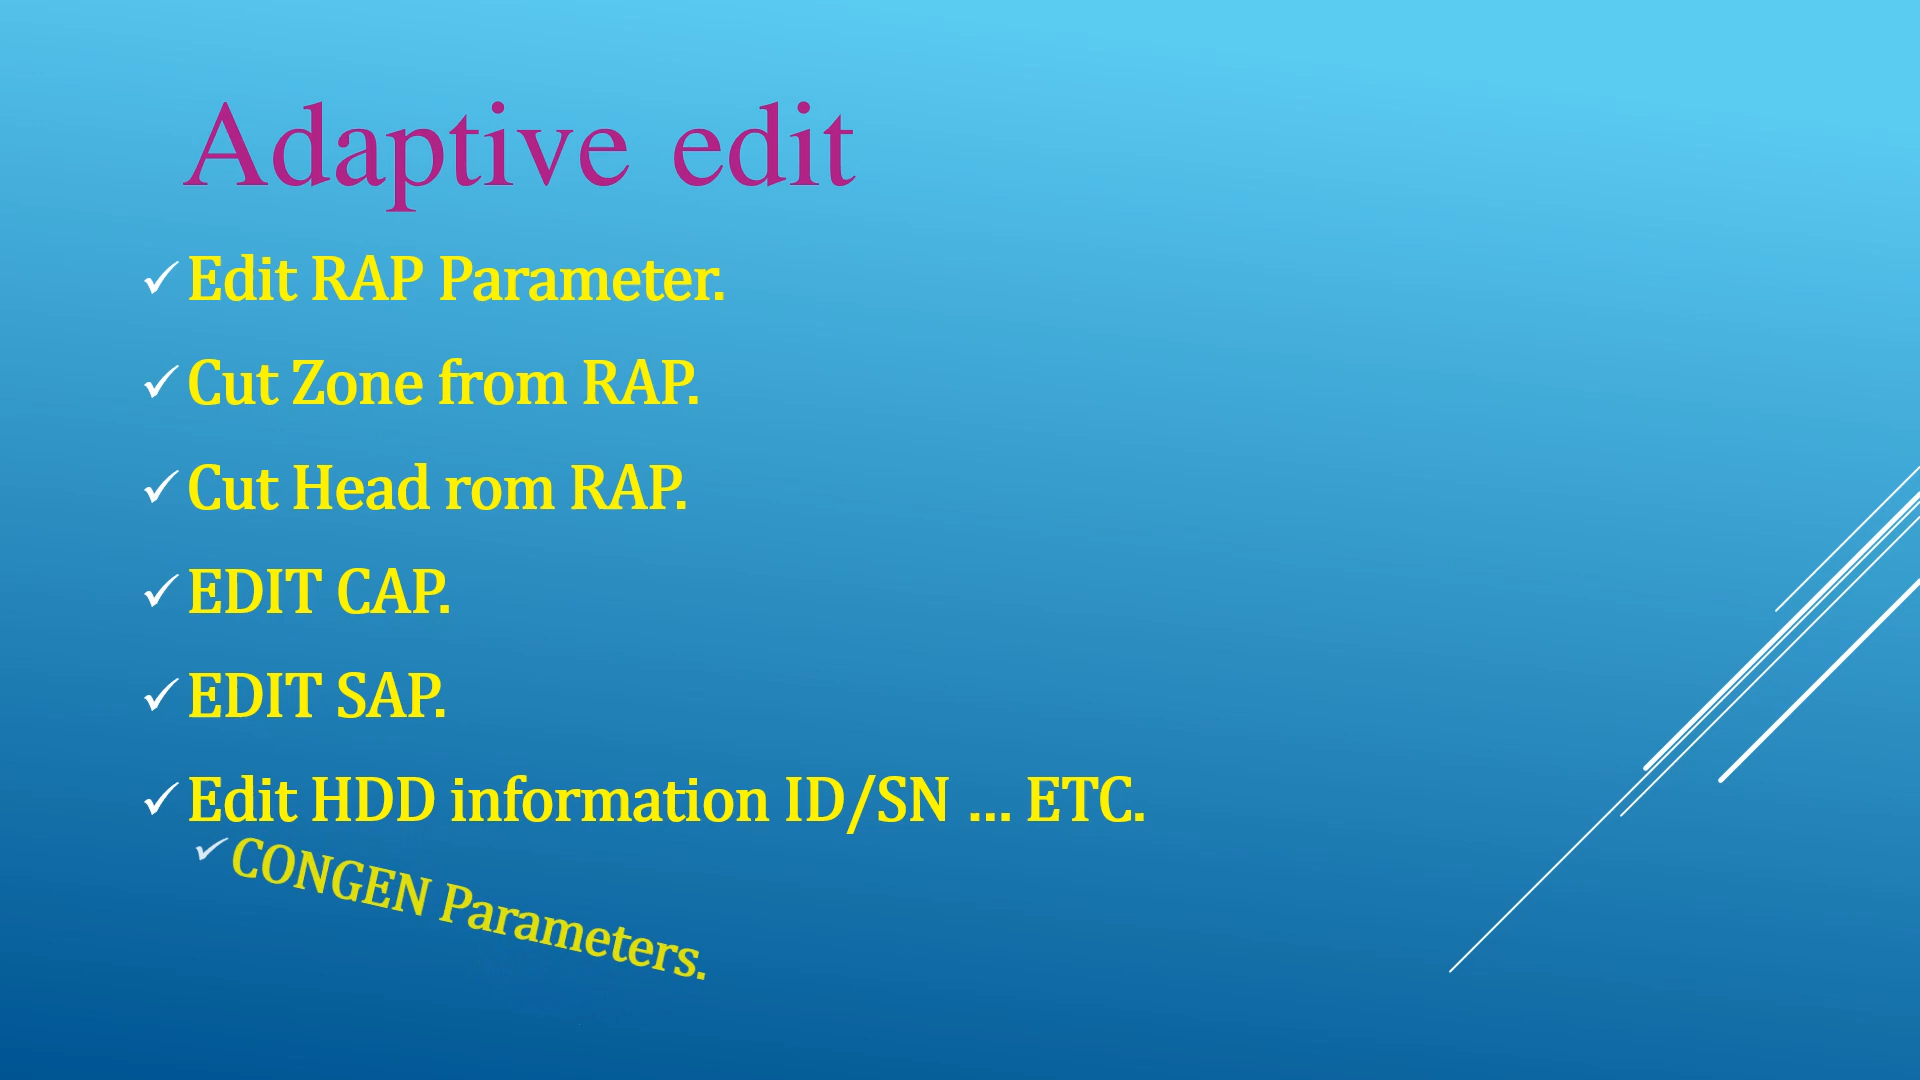 Adaptive edit
✓ Edit RAP Parameter.
✓ Cut Zone from RAP.
✓ Cut Head rom RAP.
✓ EDIT CAP.
✓ EDIT SAP.
✓ Edit HDD information ID/SN ... ETC.
✓ CONGEN Parameters.